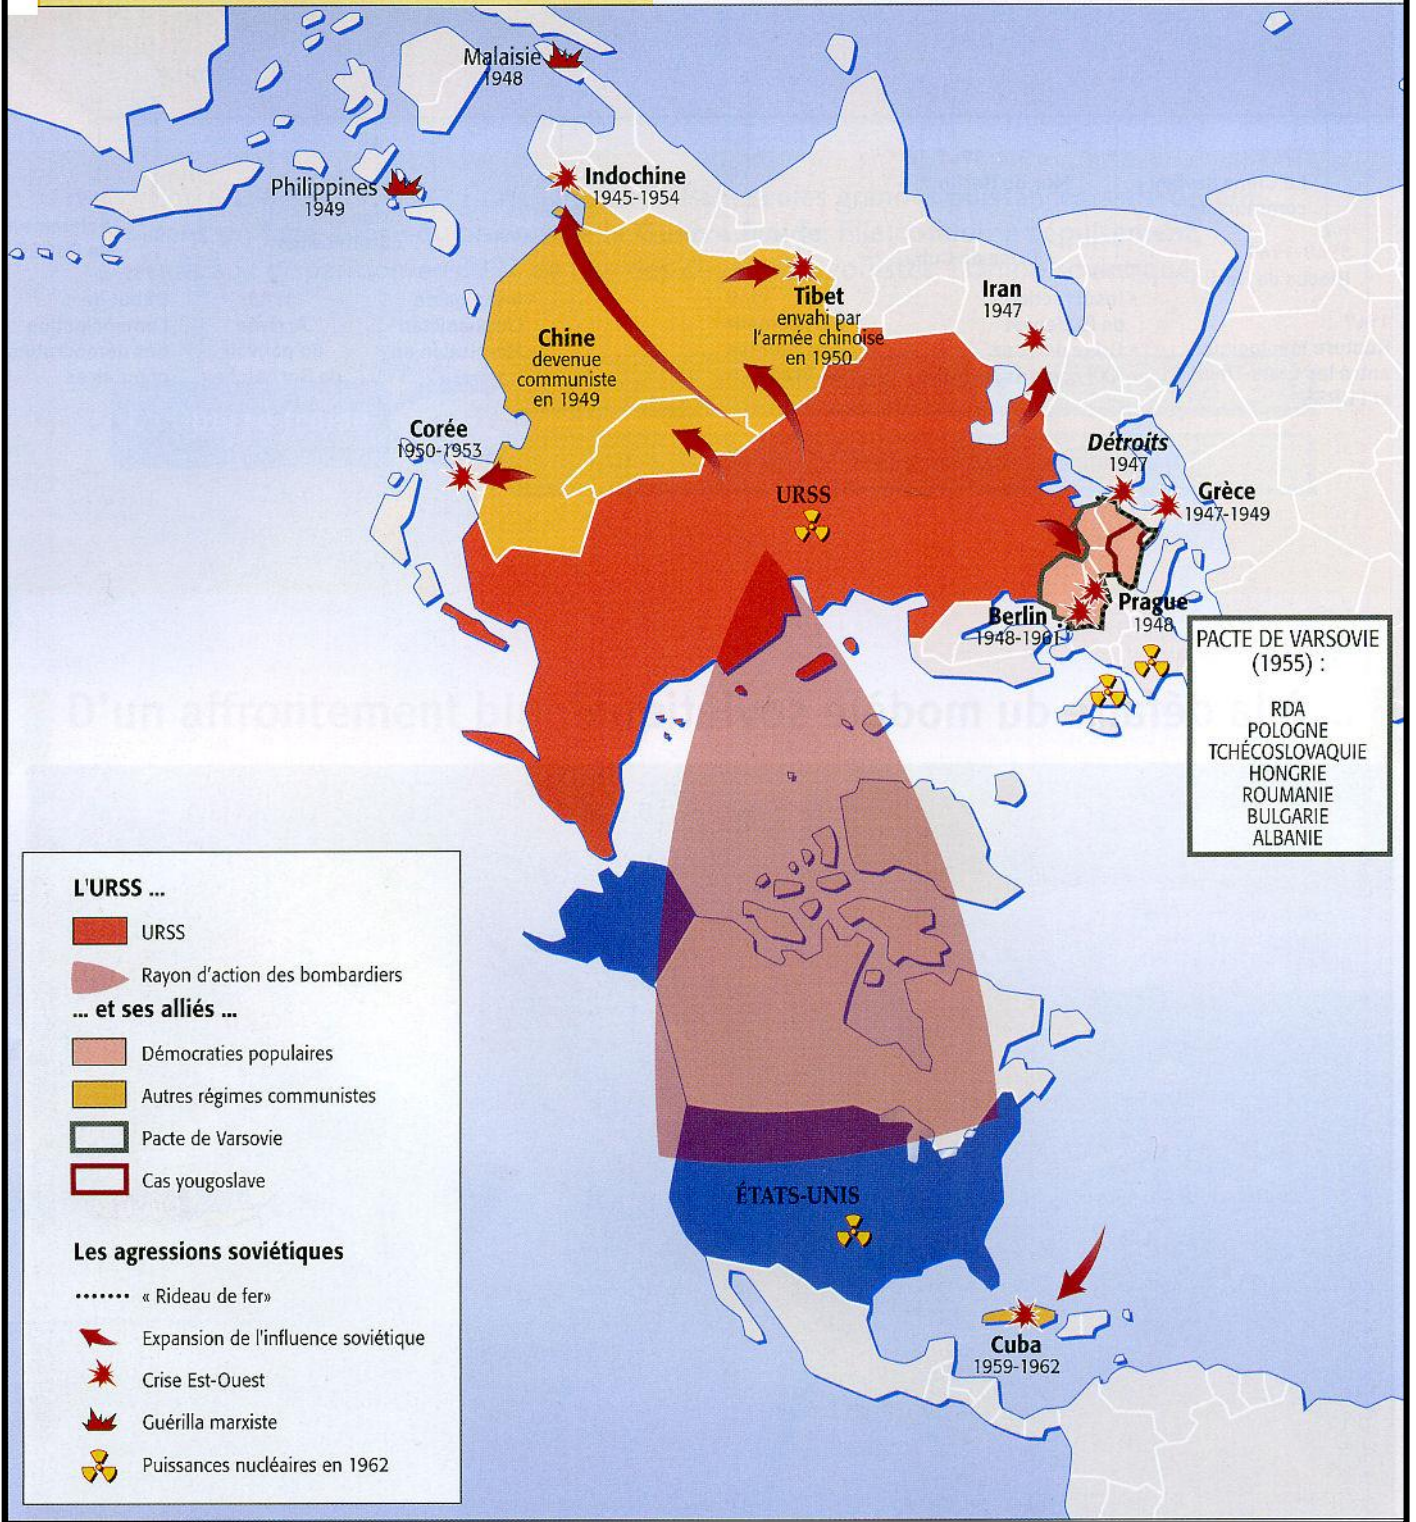 Malaisie
1948
Philippines
1949
Indochine
1945-1954
Tibet
envahi par
l'armée chinoise
en 1950
Iran
1947
Chine
devenue
communiste
en 1949
Corée
1950-1953
Détroits
1947
Grèce
1947-1949
URSS
Prague
1948
Berlin
1948-1961
PACTE DE VARSOVIE
(1955) :
RDA
POLOGNE
TCHÉCOSLOVAQUIE
HONGRIE
ROUMANIE
BULGARIE
ALBANIE
ÉTATS-UNIS
Cuba
1959-1962
L'URSS ...
URSS
Rayon d'action des bombardiers
... et ses alliés ...
Démocraties populaires
Autres régimes communistes
Pacte de Varsovie
Cas yougoslave
Les agressions soviétiques
« Rideau de fer»
Expansion de l'influence soviétique
Crise Est-Ouest
Guérilla marxiste
Puissances nucléaires en 1962